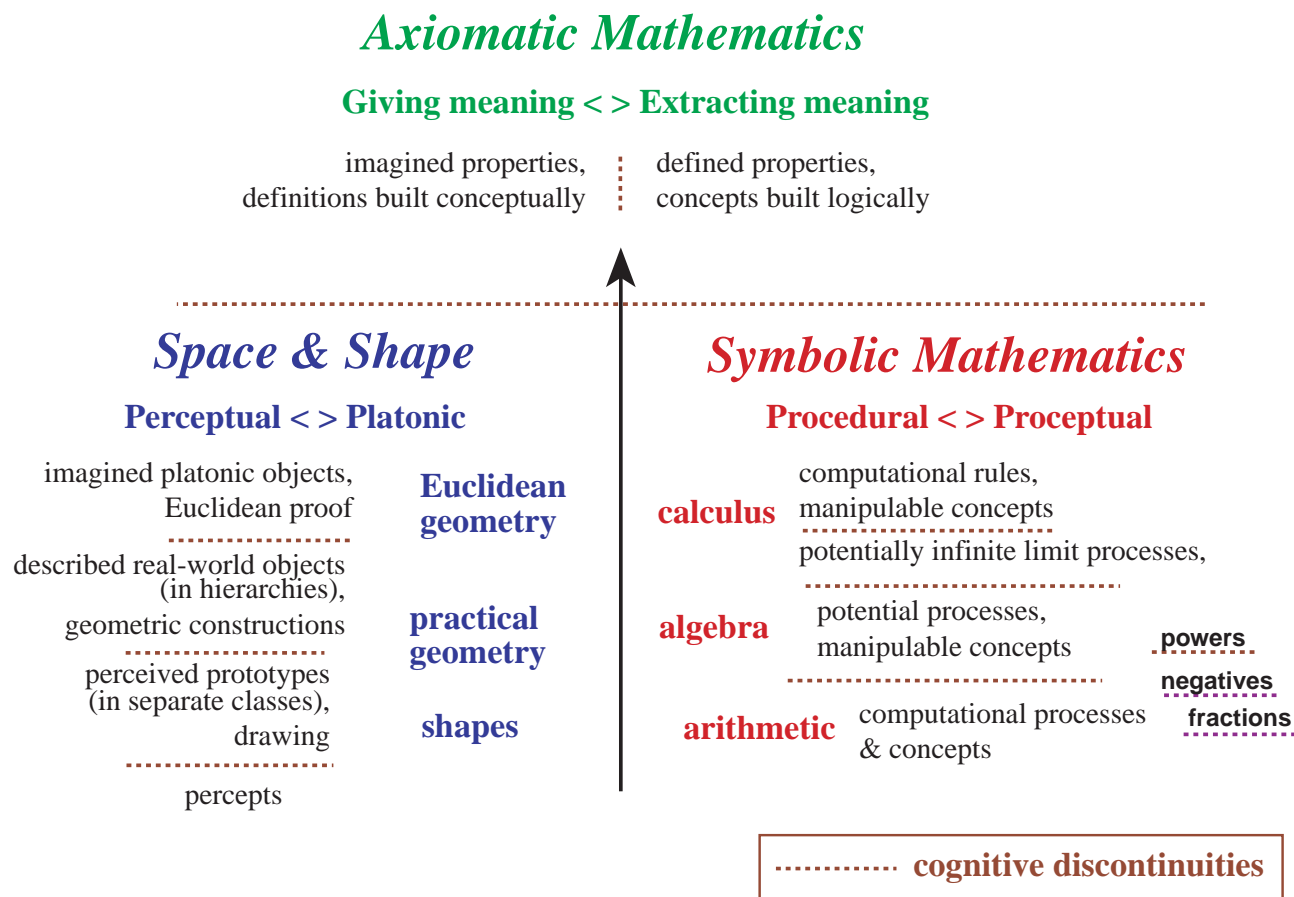 Axiomatic Mathematics
Giving meaning < > Extracting meaning
imagined properties,
definitions built conceptually
defined properties,
concepts built logically
Space & Shape
Perceptual < > Platonic
imagined platonic objects,
Euclidean proof
Euclidean
geometry
described real-world objects
(in hierarchies),
geometric constructions
practical
geometry
perceived prototypes
(in separate classes),
drawing
shapes
percepts
Symbolic Mathematics
Procedural < > Proceptual
calculus
computational rules,
manipulable concepts
potentially infinite limit processes,
algebra
potential processes,
manipulable concepts
powers
negatives
fractions
arithmetic
computational processes
& concepts
cognitive discontinuities